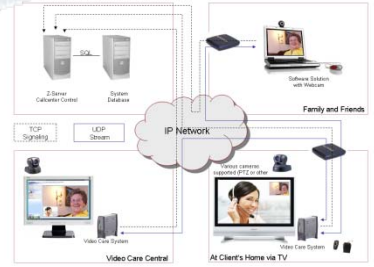 SQL
Z-Server
Callcenter Control
System
Database
Software Solution
with Webcam
Family and Friends
TCP
Signaling
UDP
Stream
IP Network
Various cameras
supported (PTZ or other
Video Care System
Video Care Central
Video Care System
At Client's Home via TV